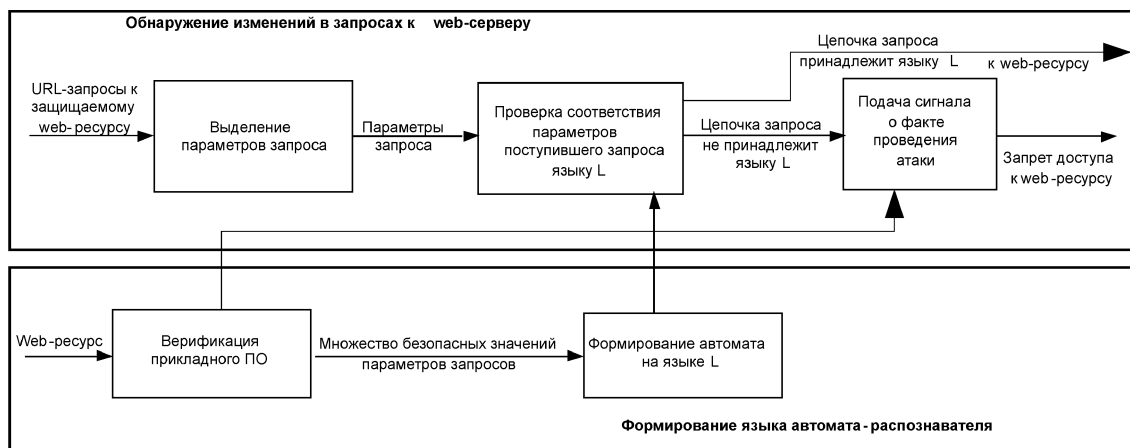 Обнаружение изменений в запросах к web-серверу
URL-запросы к
защищаемому
web- ресурсу
Выделение
параметров запроса
Параметры
запроса
Проверка соответствия
параметров
поступившего запроса
языку L
Цепочка запроса
принадлежит языку L
к web-ресурсу
Цепочка запроса
не принадлежит
языку L
Подача сигнала
о факте
проведения
атаки
Запрет доступа
к web -ресурсу
Web-ресурс
Верификация
прикладного ПО
Множество безопасных значений
параметров запросов
Формирование автомата
на языке L
Формирование языка автомата - распознавателя